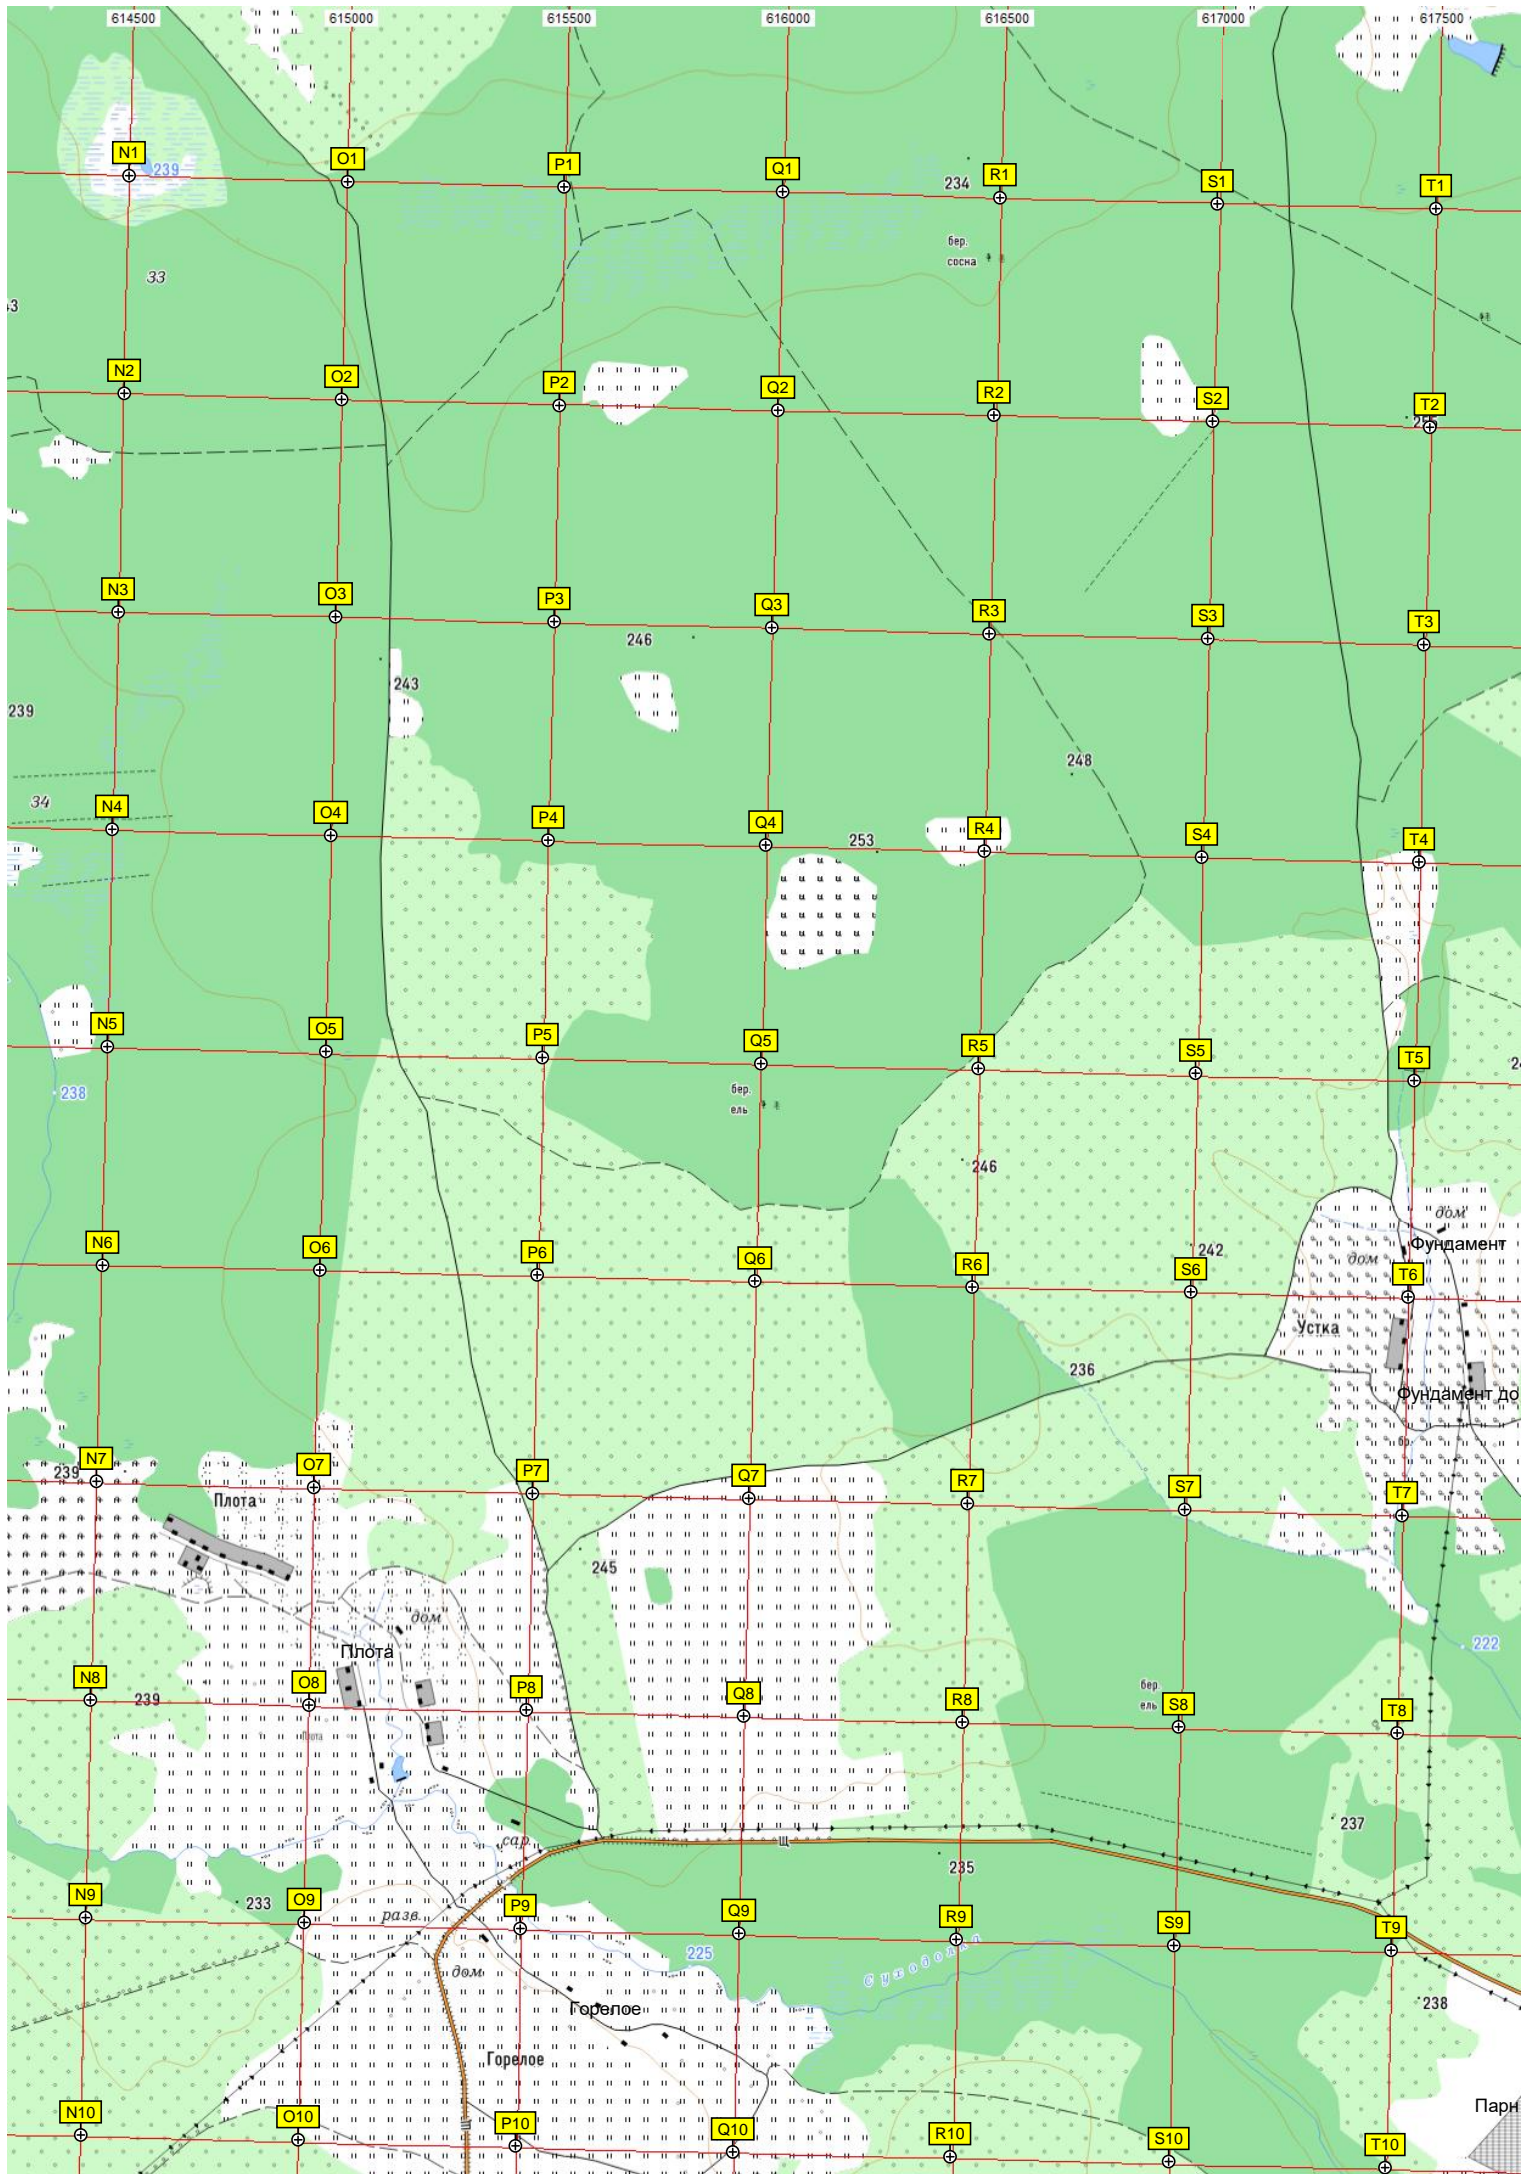 614500 615000 615500 616000 616500 617000 617500
N1 O1 P1 Q1 R1 S1 T1
239 234
бер.
сосна
33
N2 O2 P2 Q2 R2 S2 T2
N3 O3 P3 Q3 R3 S3 T3
246
243
239
248
34
N4 O4 P4 Q4 R4 S4 T4
253
N5 O5 P5 Q5 R5 S5 T5
238
бер.
ель
246
дом
242
дом
Фундамент
N6 O6 P6 Q6 R6 S6 T6
Устка
236
Фундамент до
239
N7 O7 P7 Q7 R7 S7 T7
Плота
245
дом
Плота
222
бер.
ель
N8 O8 P8 Q8 R8 S8 T8
239
Плота
237
Щ
сар.
235
N9 O9 P9 Q9 R9 S9 T9
233
разв.
225
Суходолка
дом
238
Горелое
Горелое
Парн
Щ
N10 O10 P10 Q10 R10 S10 T10